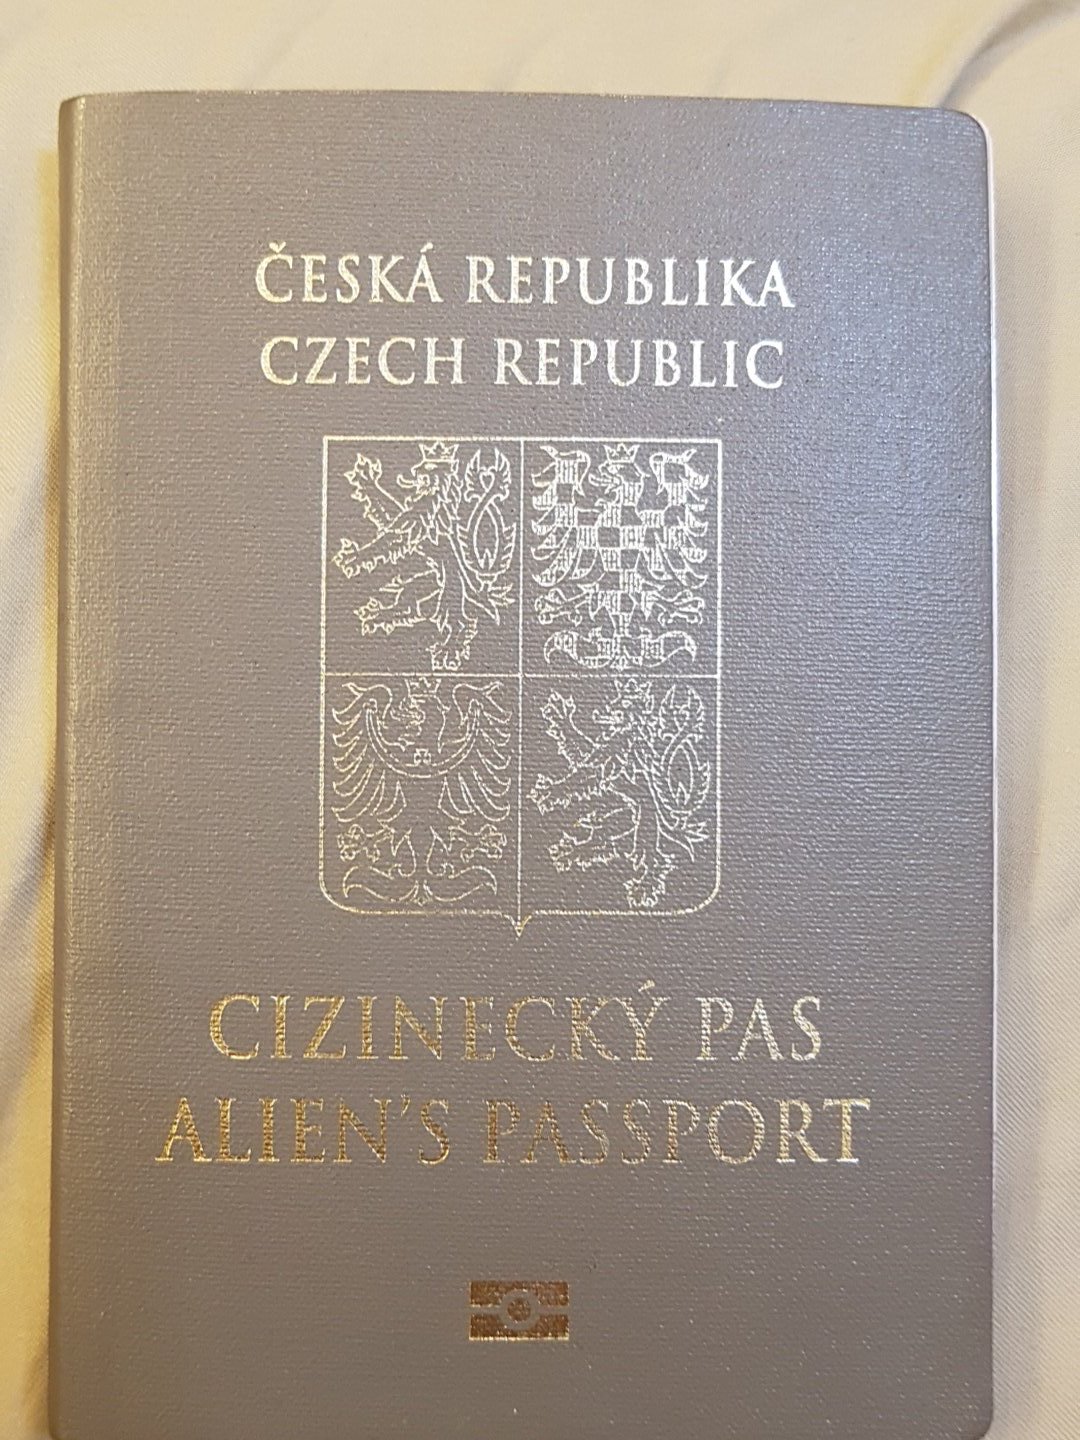 ČESKÁ REPUBLIKA
CZECH REPUBLIC
CIZINECKÝ PAS
ALIEN'S PASSPORT